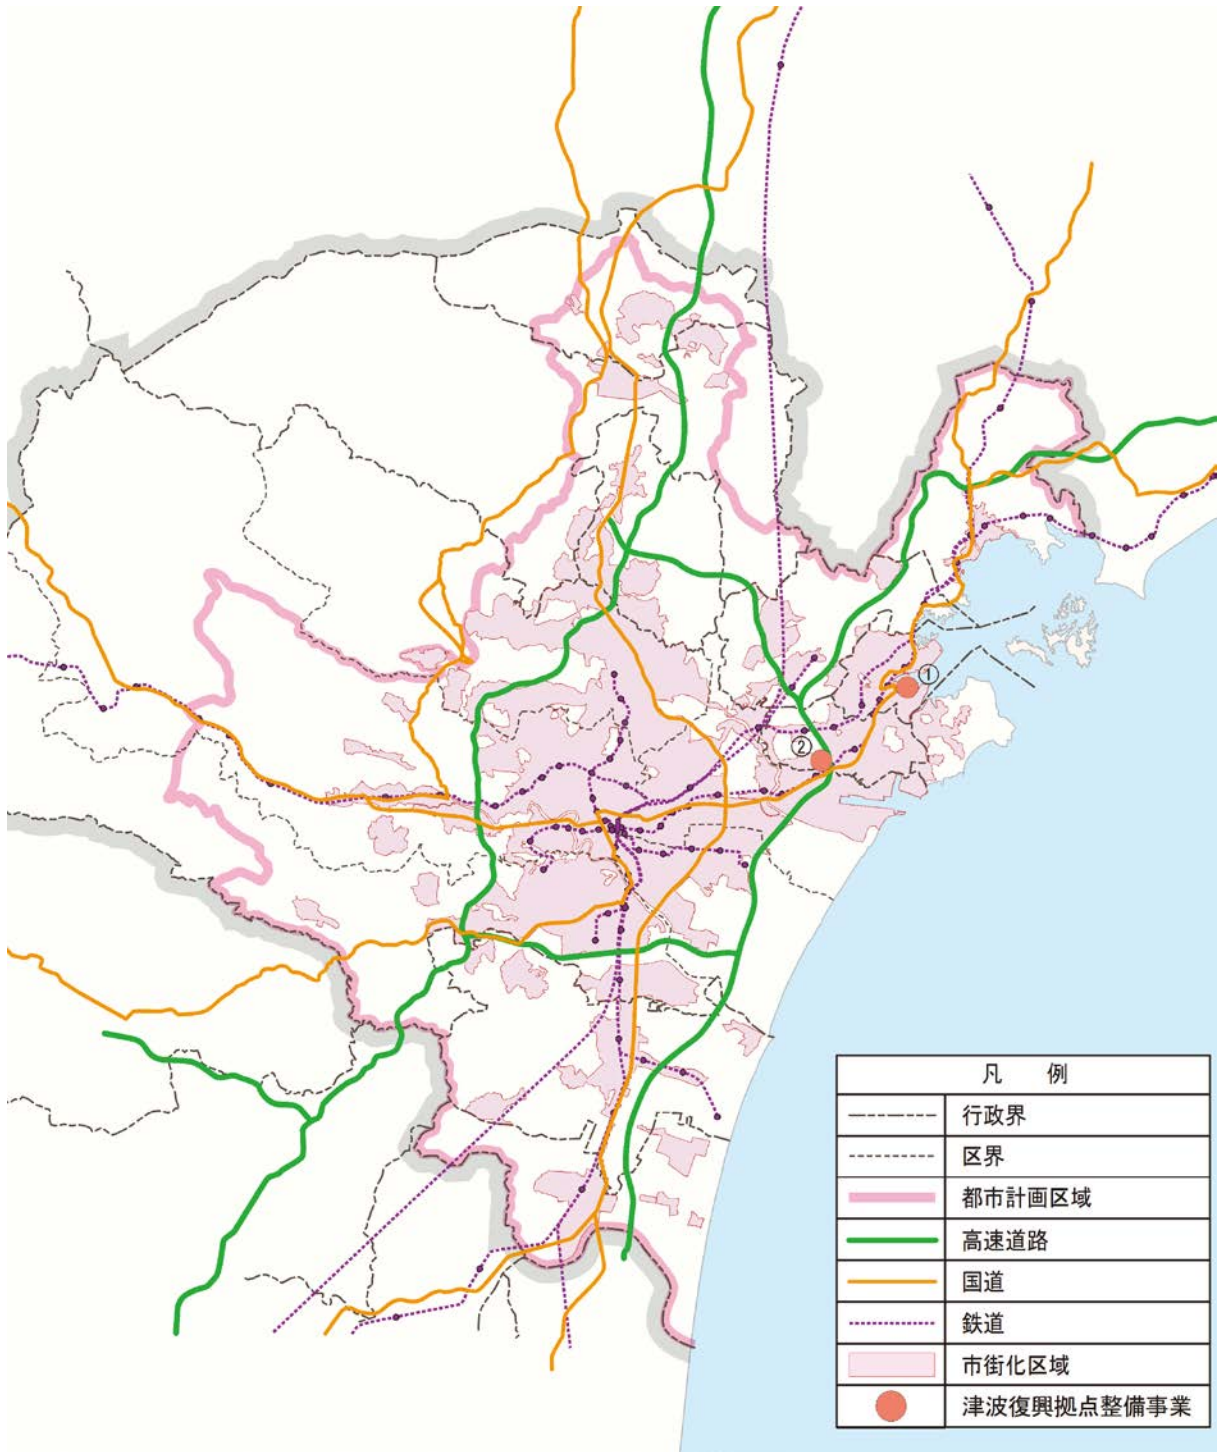 ①
②
凡　例
行政界
区界
都市計画区域
高速道路
国道
鉄道
市街化区域
津波復興拠点整備事業